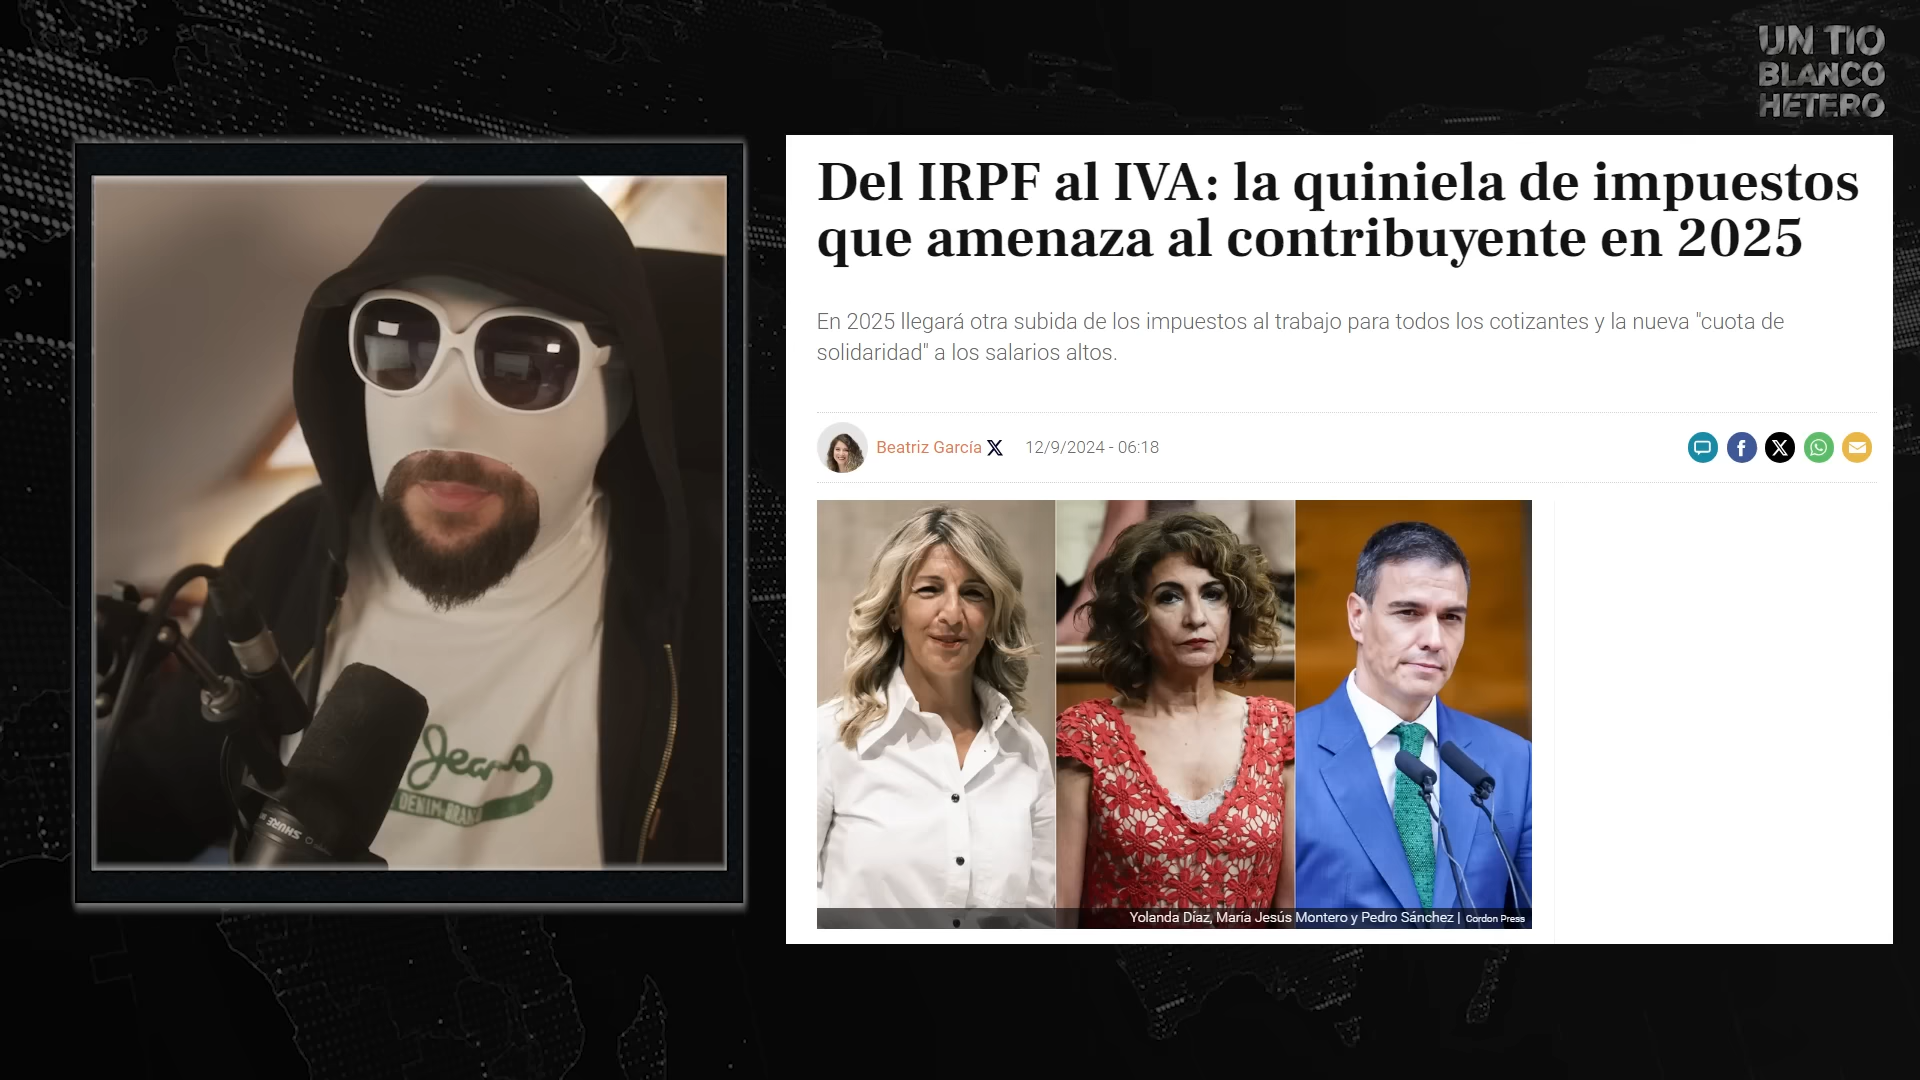 UN TIO
BLANCO
HETERO
Del IRPF al IVA: la quiniela de impuestos
que amenaza al contribuyente en 2025
En 2025 llegará otra subida de los impuestos al trabajo para todos los cotizantes y la nueva "cuota de
solidaridad" a los salarios altos.
Beatriz García X 12/9/2024 - 06:18
Yolanda Díaz, María Jesús Montero y Pedro Sánchez | Cordon Press
Jeans
DENIM-BRAND
SHURE